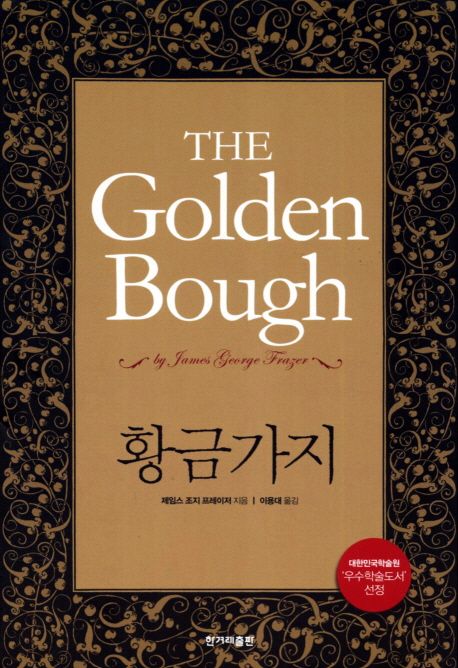 THE
Golden
Bough
by James George Frazer
황금가지
제임스 조지 프레이저 지음 | 이용대 옮김
대한민국학술원
‘우수학술도서’
선정
한겨레출판